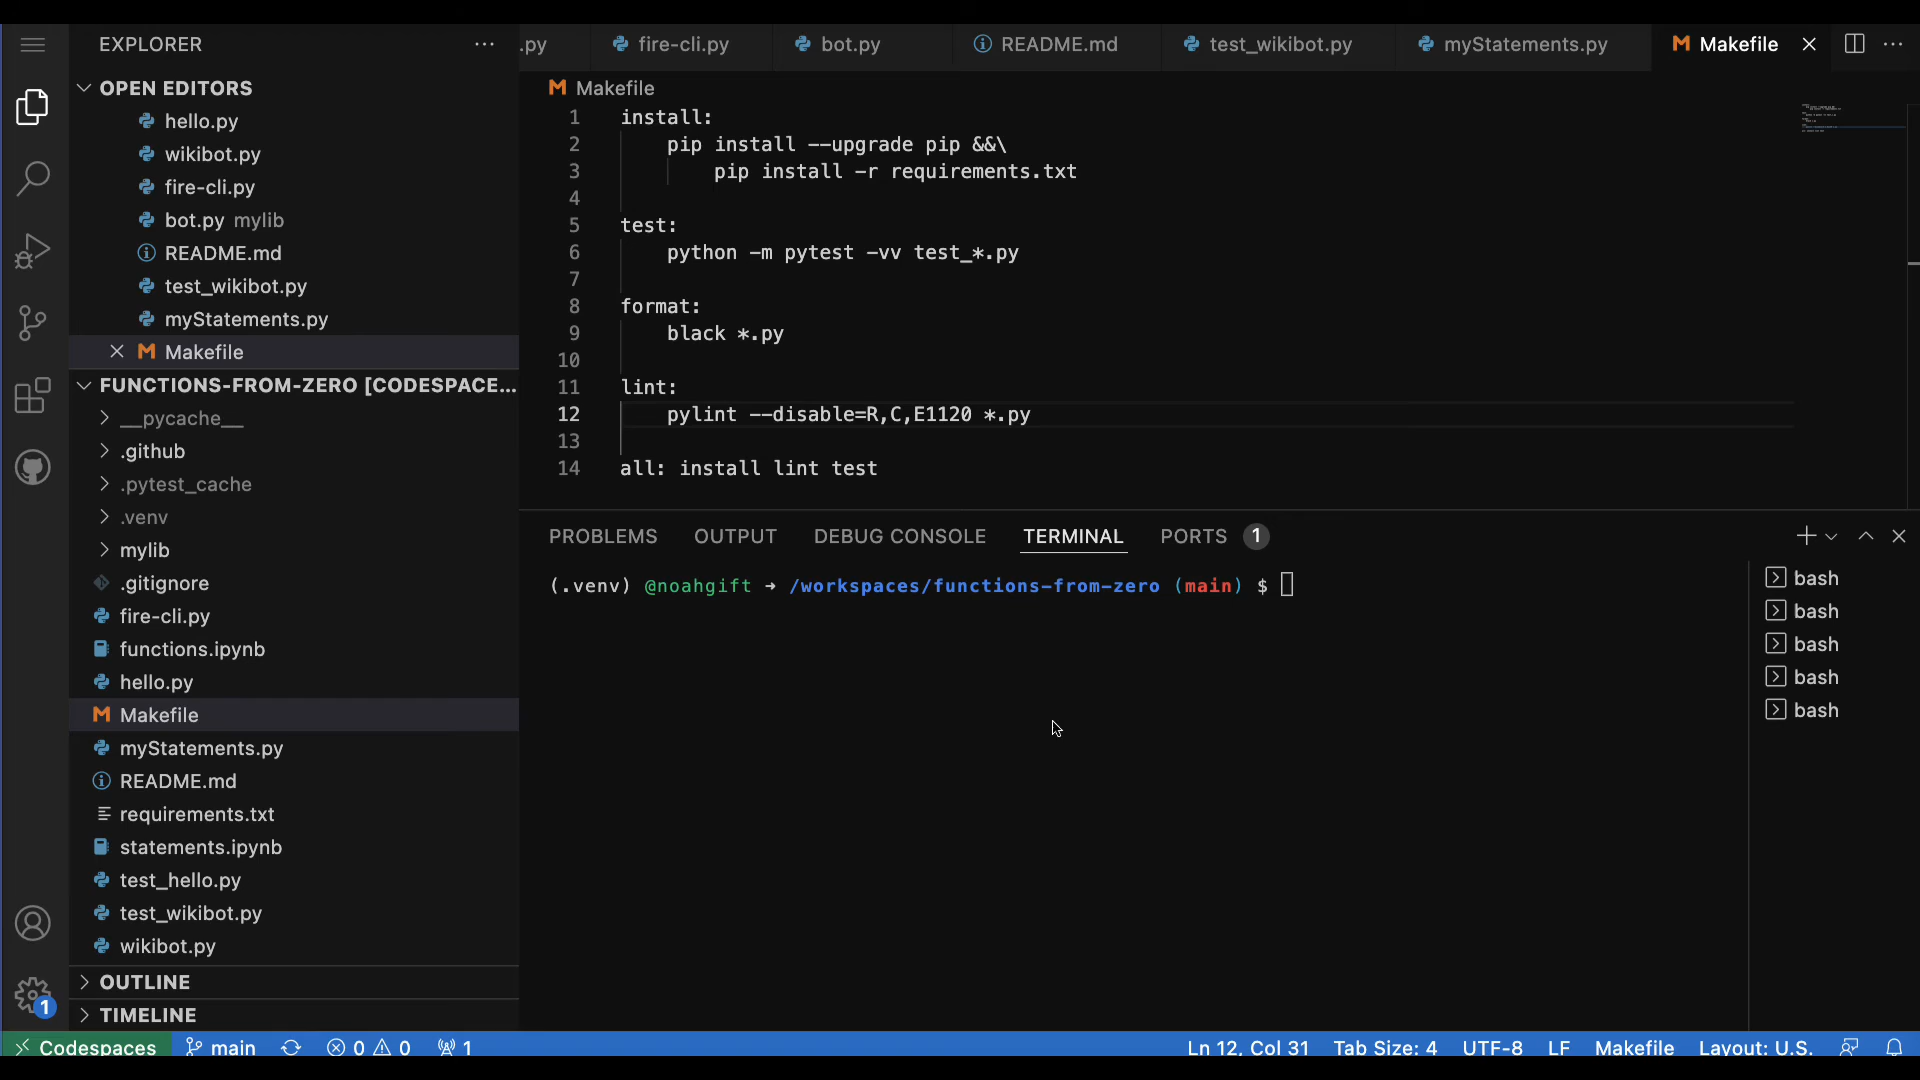 EXPLORER
OPEN EDITORS
hello.py
wikibot.py
fire-cli.py
bot.py mylib
README.md
test_wikibot.py
myStatements.py
Makefile
FUNCTIONS-FROM-ZERO [CODESPACE...
__pycache__
.github
.pytest_cache
.venv
mylib
.gitignore
fire-cli.py
functions.ipynb
hello.py
Makefile
myStatements.py
README.md
requirements.txt
statements.ipynb
test_hello.py
test_wikibot.py
wikibot.py
OUTLINE
TIMELINE
1
.py fire-cli.py bot.py README.md test_wikibot.py myStatements.py Makefile
Makefile
1 install:
2 pip install --upgrade pip &&\
3 pip install -r requirements.txt
4
5 test:
6 python -m pytest -vv test_*.py
7
8 format:
9 black *.py
10
11 lint:
12 pylint --disable=R,C,E1120 *.py
13
14 all: install lint test
PROBLEMS OUTPUT DEBUG CONSOLE TERMINAL PORTS 1
(.venv) @noahgift ➜ /workspaces/functions-from-zero (main) $
bash
bash
bash
bash
bash
Codespaces main 0 0 1 Ln 12, Col 31 Tab Size: 4 UTF-8 LF Makefile Layout: U.S.